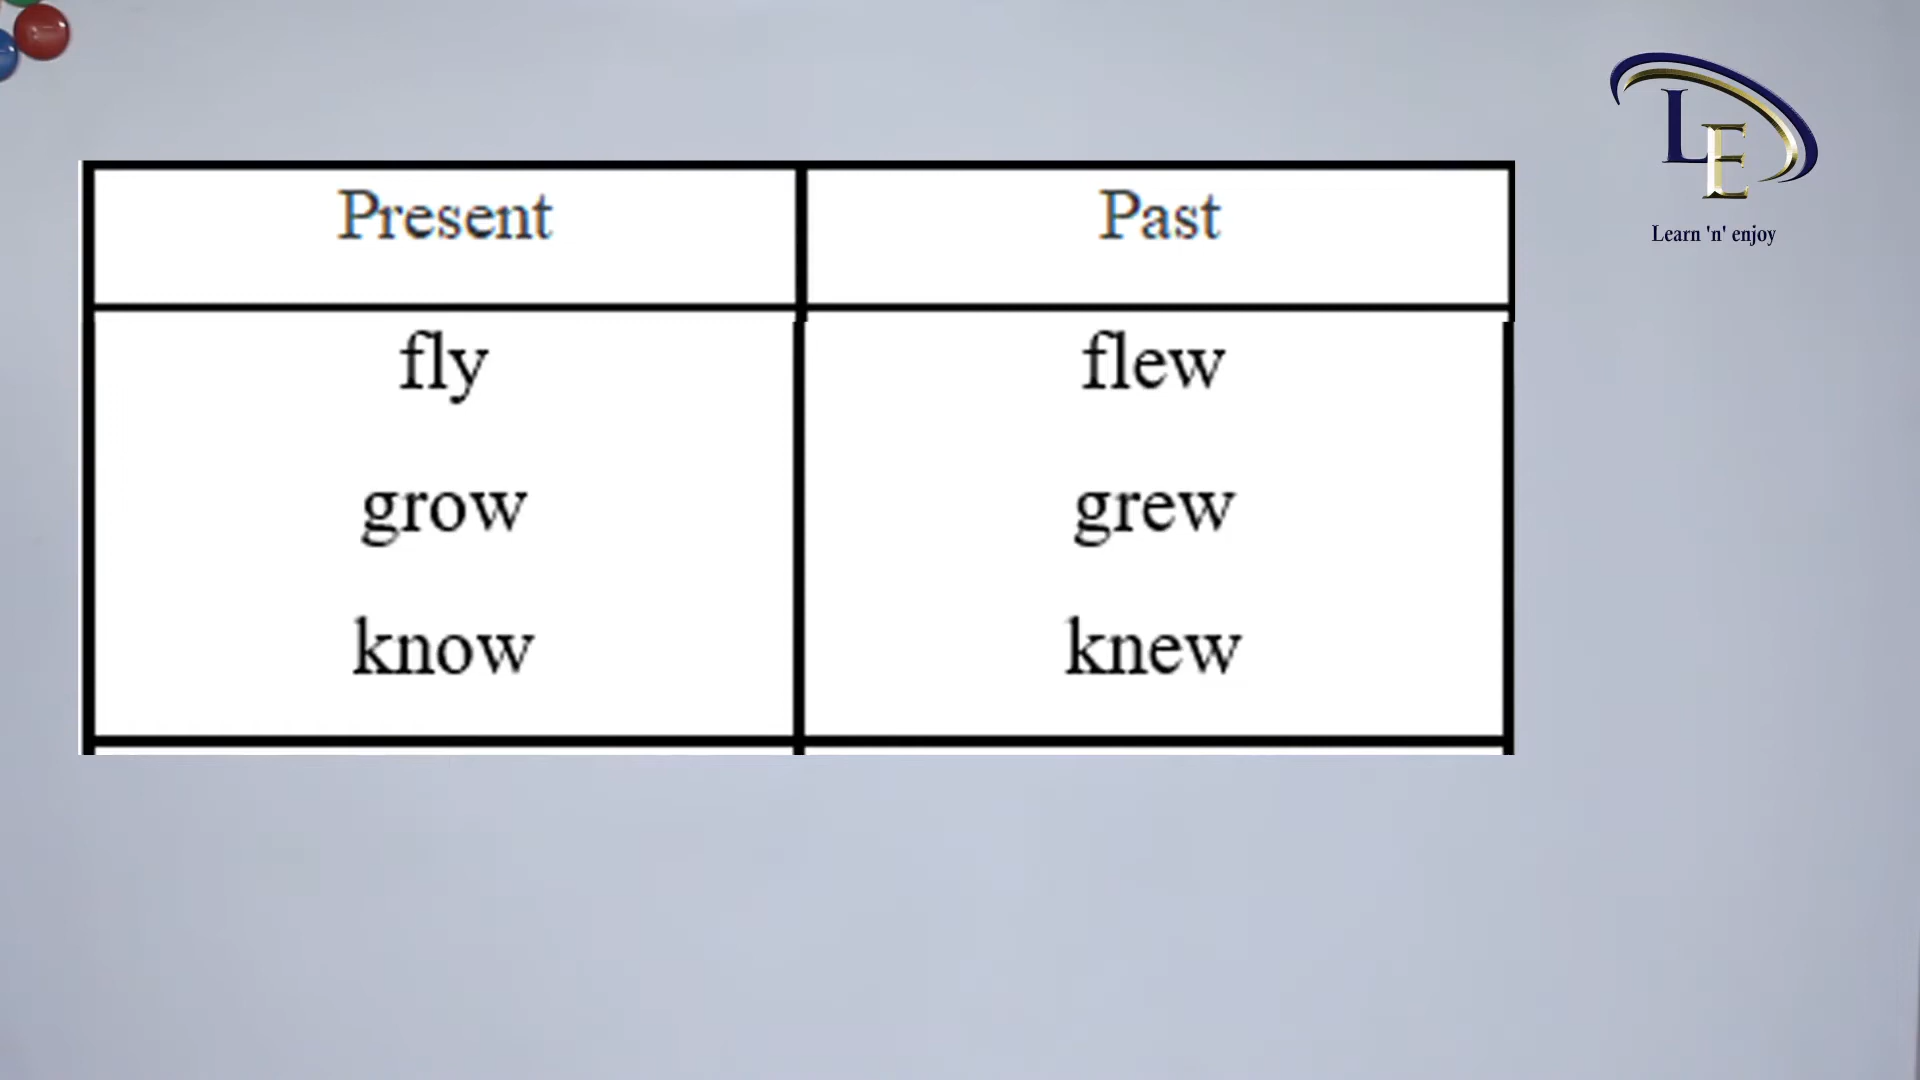 Present Past
fly flew
grow grew
know knew
LE
Learn 'n' enjoy